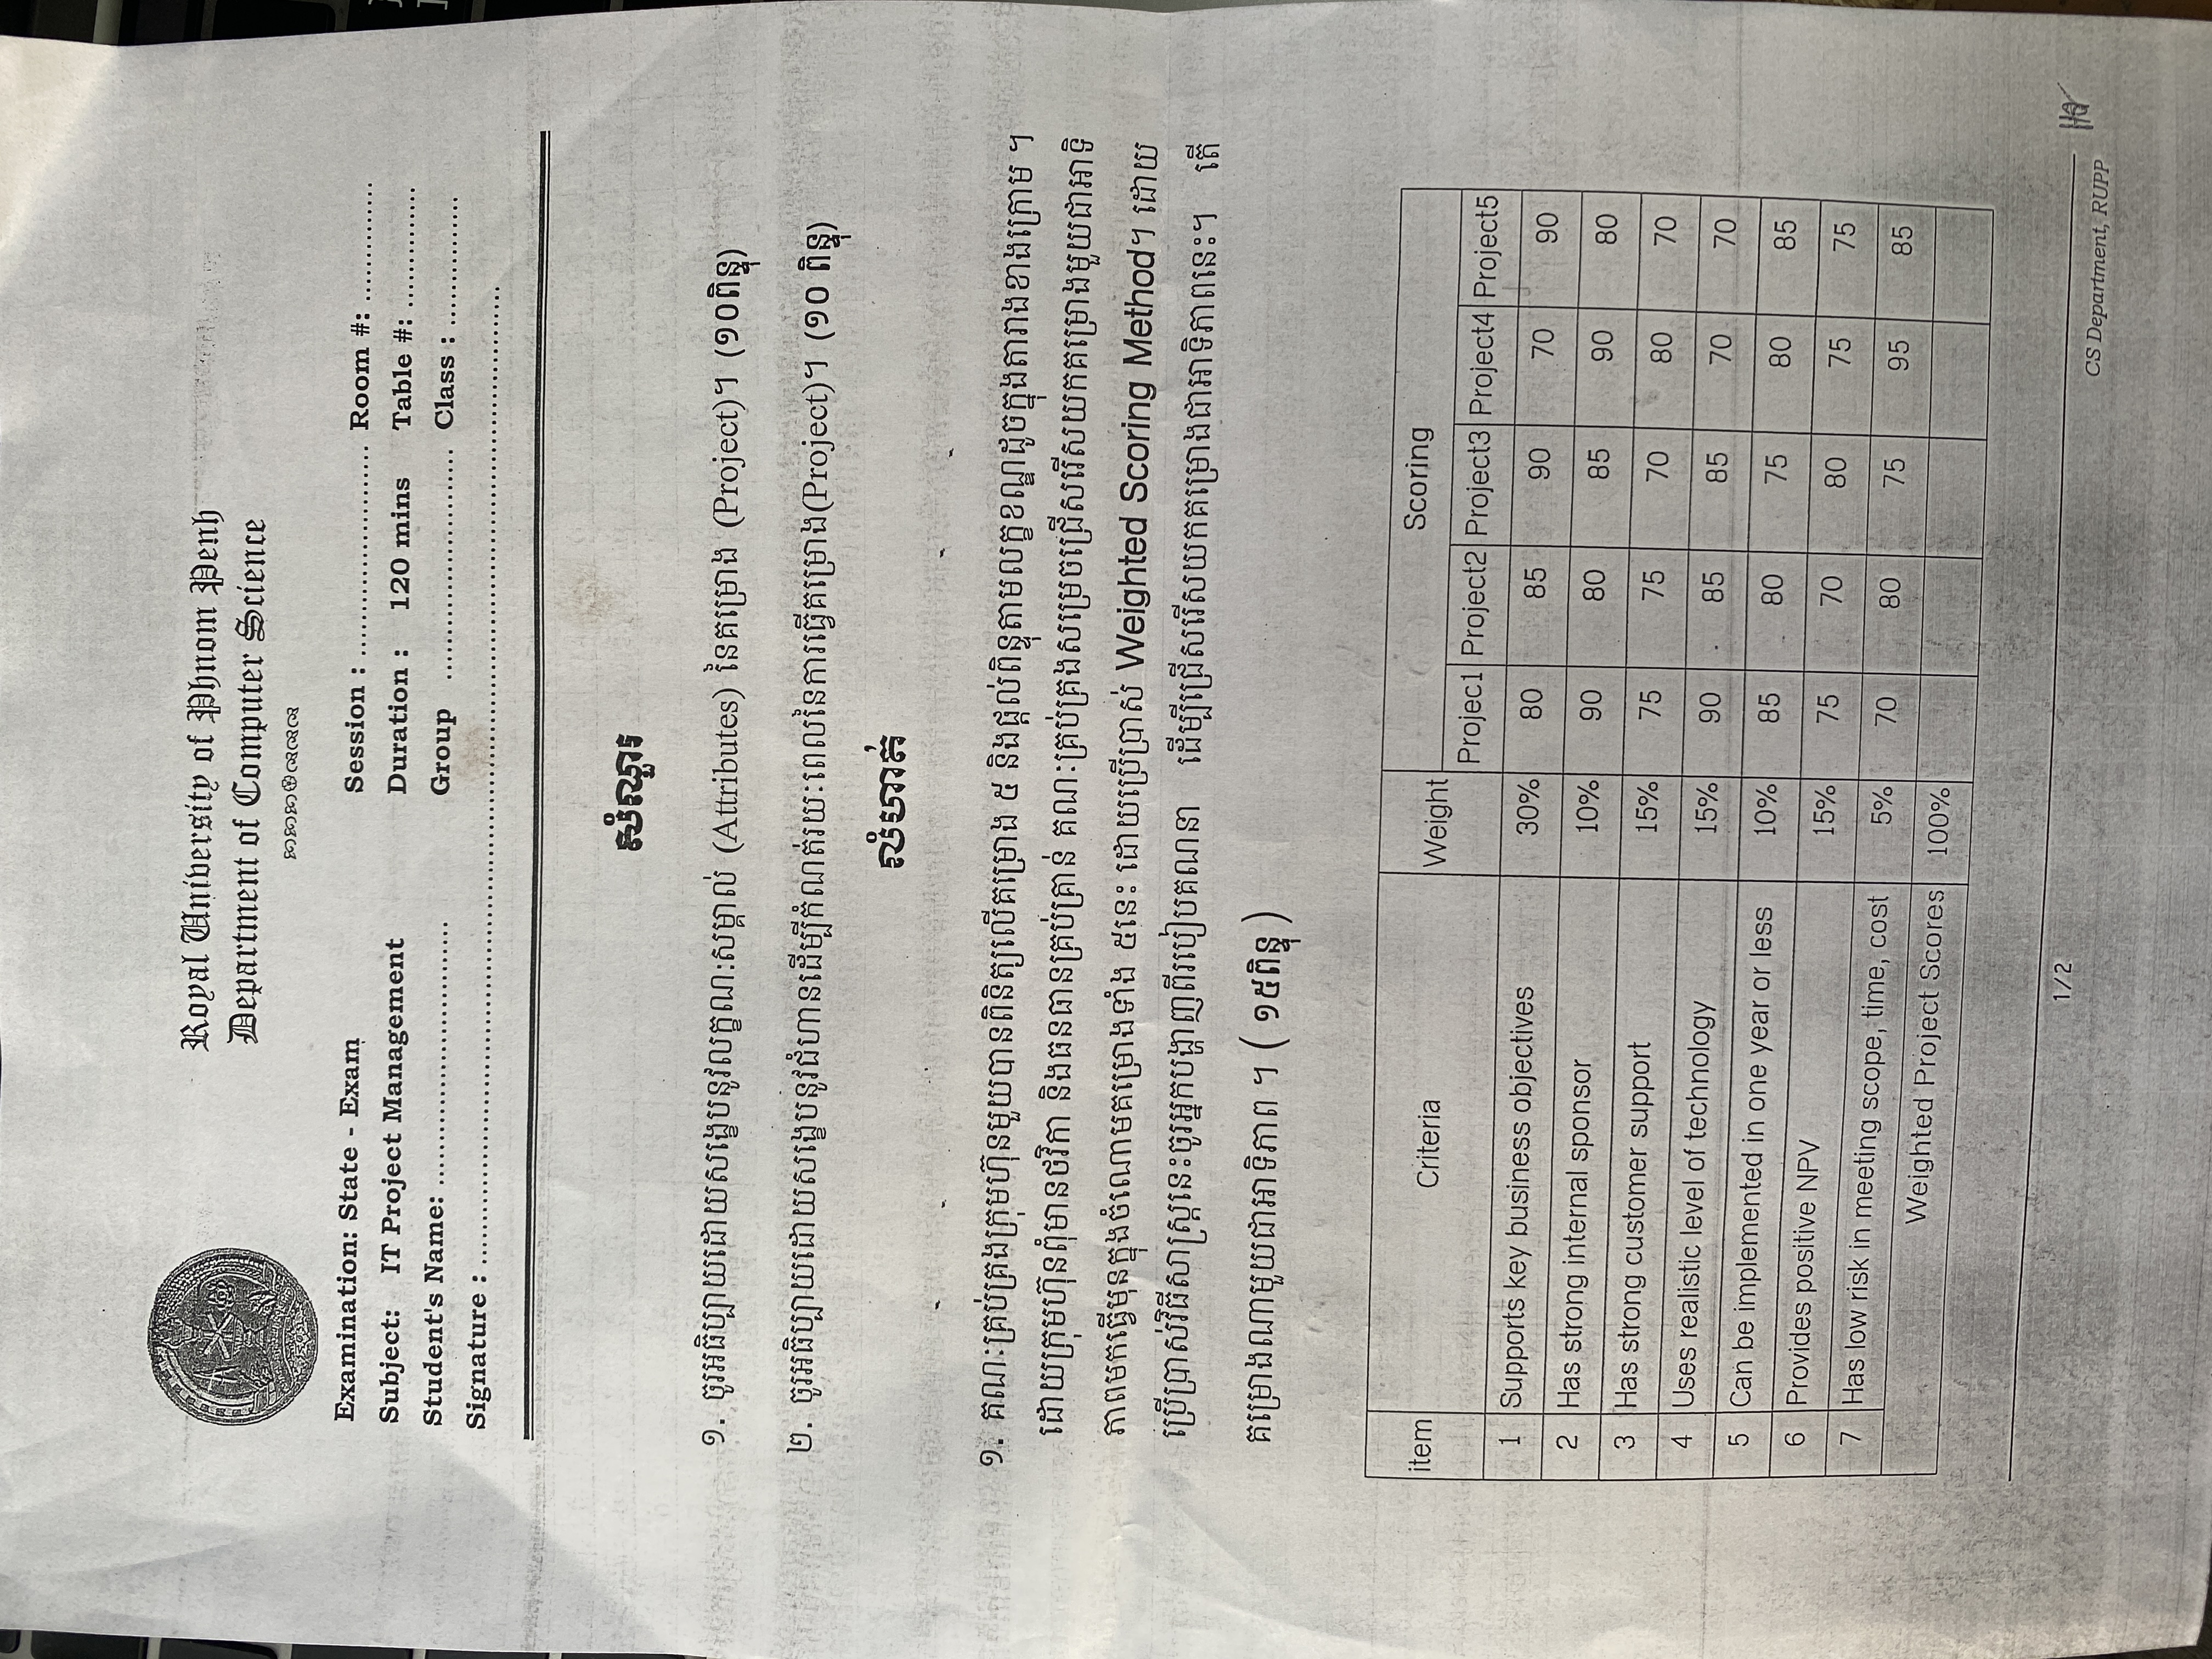 Royal University of Phnom Penh
Department of Computer Science
Examination: State - Exam
Session : ........................ Room #: ..............
Subject: IT Project Management
Duration : 120 mins Table #: ..............
Student's Name: ..............................
Group .......................... Class : ...............
Signature : ................................................................................................................
សំណួរ
១. ចូរអធិប្បាយដោយសង្ខេបនូវលក្ខណៈសម្គាល់ (Attributes) នៃគម្រោង (Project)។ (១០ពិន្ទុ)
២. ចូរអធិប្បាយដោយសង្ខេបនូវជំហានដើម្បីកំណត់រយៈពេលនៃការធ្វើគម្រោង(Project)។ (១០ ពិន្ទុ)
លំហាត់
១. គណៈគ្រប់គ្រងក្រុមហ៊ុនមួយបានពិនិត្យលើគម្រោង ៥ និងផ្តល់ពិន្ទុតាមលក្ខខណ្ឌដូចក្នុងតារាងខាងក្រោម ។
ដោយក្រុមហ៊ុនពុំមានថវិកា និងធនធានគ្រប់គ្រាន់ គណៈគ្រប់គ្រងសម្រេចជ្រើសរើសយកគម្រោងមួយជាអាទិ
ភាពមកធ្វើមុនក្នុងចំណោមគម្រោងទាំង ៥នេះ ដោយប្រើប្រាស់ Weighted Scoring Method។ ដោយ
ប្រើប្រាស់វិធីសាស្ត្រនេះចូរអ្នកបង្ហាញពីរបៀបគណនា ដើម្បីជ្រើសរើសយកគម្រោងជាអាទិភាពនេះ។ តើ
គម្រោងណាមួយជាអាទិភាព ។ ( ១៥ពិន្ទុ )
item Criteria Weight Scoring
Projec1 Project2 Project3 Project4 Project5
1 Supports key business objectives 30% 80 85 90 70 90
2 Has strong internal sponsor 10% 90 80 85 90 80
3 Has strong customer support 15% 75 75 70 80 70
4 Uses realistic level of technology 15% 90 85 85 70 70
5 Can be implemented in one year or less 10% 85 80 75 80 85
6 Provides positive NPV 15% 75 70 80 75 75
7 Has low risk in meeting scope, time, cost 5% 70 80 75 95 85
Weighted Project Scores 100%
1/2
CS Department, RUPP